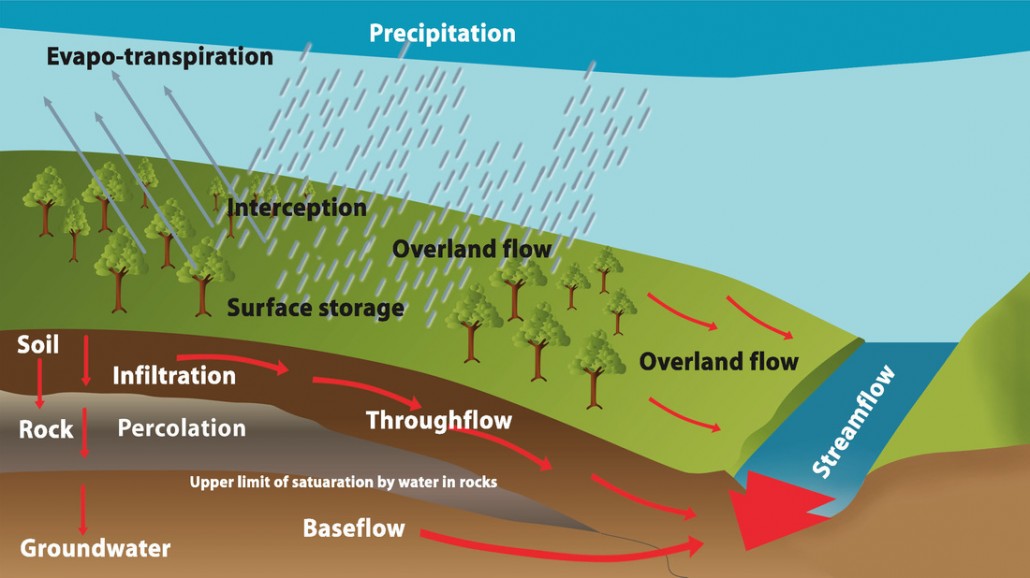 Precipitation
Evapo-transpiration
Interception
Overland flow
Surface storage
Soil
Overland flow
Infiltration
Streamflow
Throughflow
Rock
Percolation
Upper limit of satuaration by water in rocks
Baseflow
Groundwater